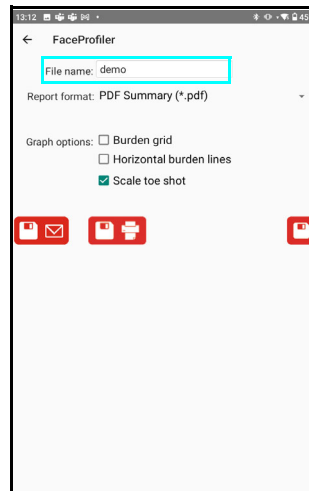 13:12 45
FaceProfiler
File name: demo
Report format: PDF Summary (*.pdf)
Graph options: Burden grid
Horizontal burden lines
Scale toe shot